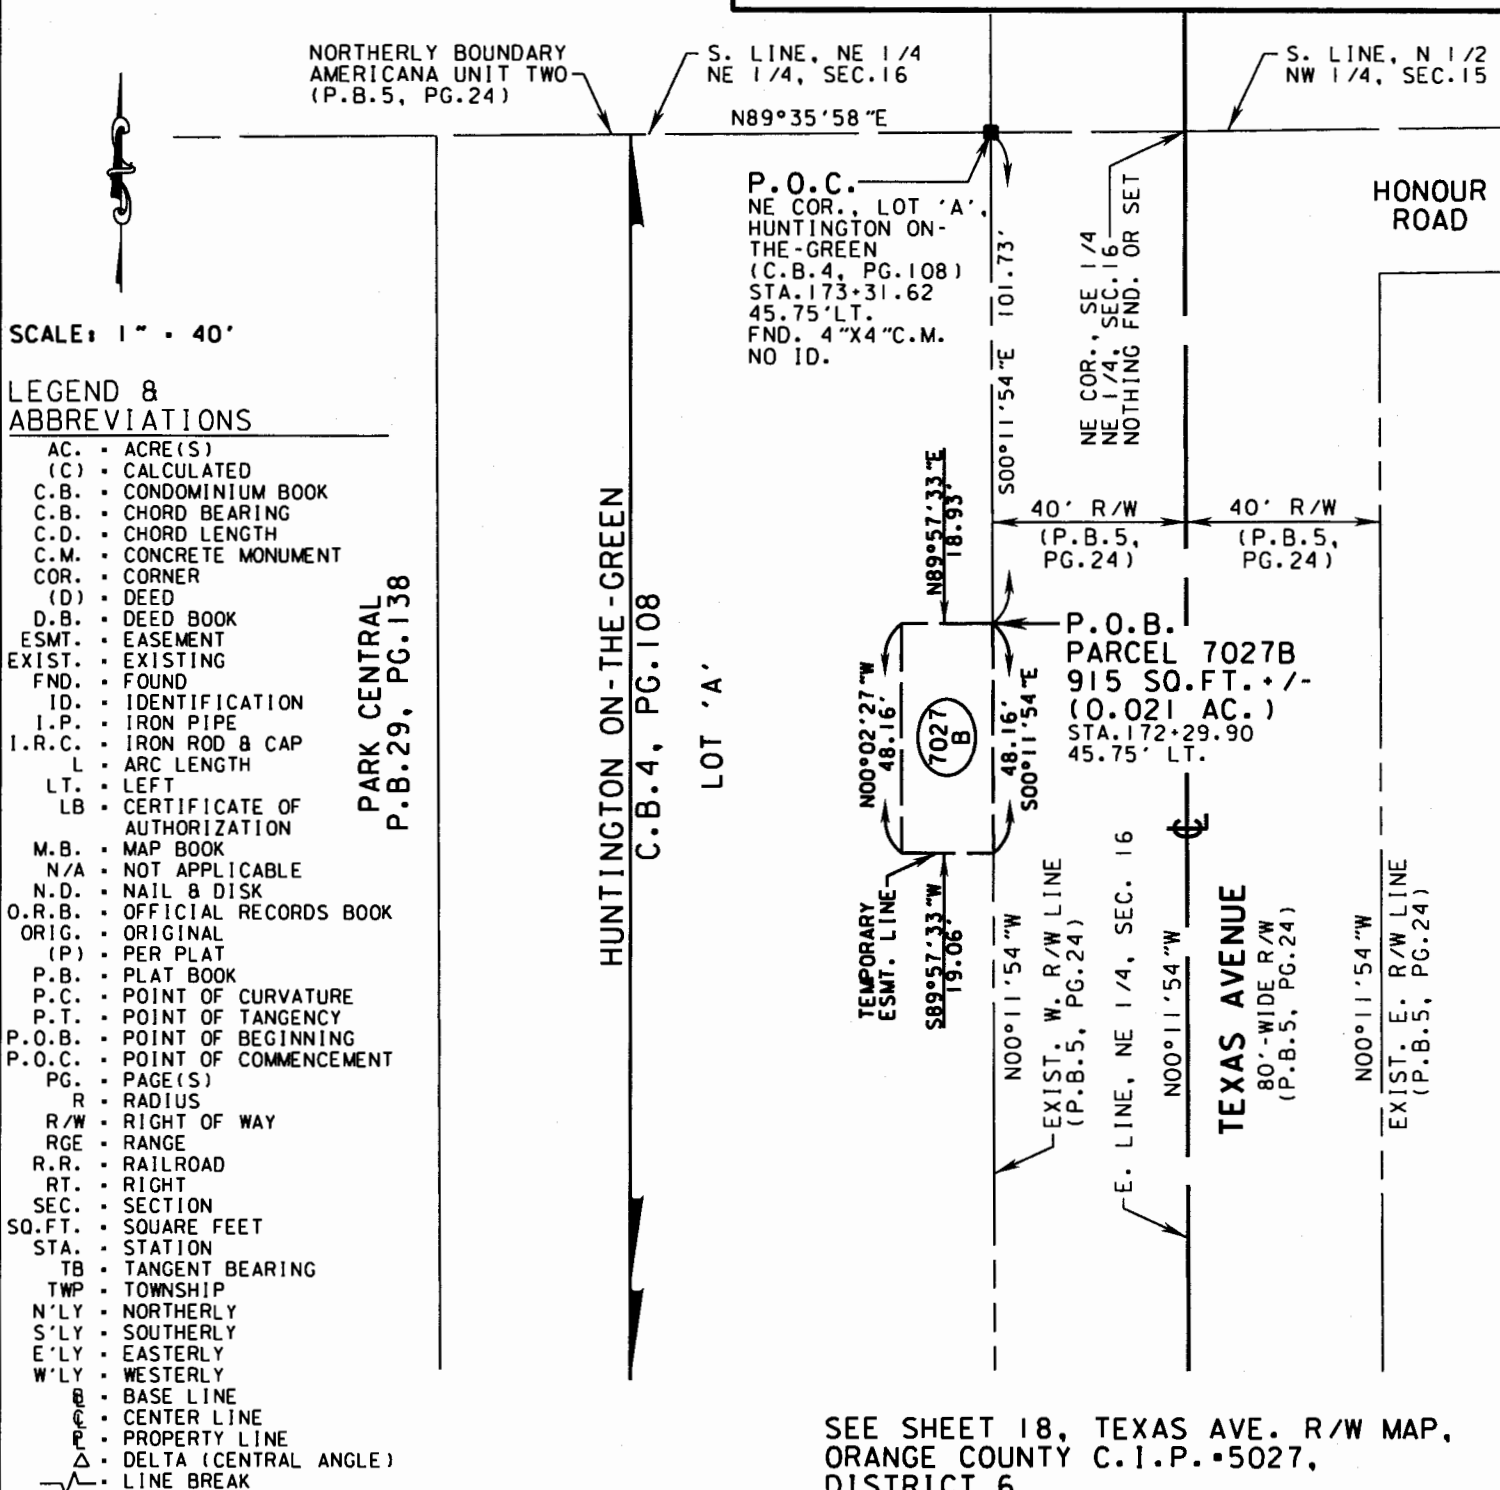 NORTHERLY BOUNDARY
AMERICANA UNIT TWO
(P.B.5, PG.24)
S. LINE, NE 1/4
NE 1/4, SEC.16
S. LINE, N 1/2
NW 1/4, SEC.15
N89°35'58"E
P.O.C.
NE COR., LOT 'A',
HUNTINGTON ON-
THE-GREEN
(C.B.4, PG.108)
STA.173+31.62
45.75'LT.
FND. 4"X4"C.M.
NO ID.
S00°11'54"E 101.73'
NE COR., SE 1/4
NE 1/4, SEC.16
NOTHING FND. OR SET
HONOUR
ROAD
SCALE: 1" = 40'
LEGEND &
ABBREVIATIONS
AC. = ACRE(S)
(C) = CALCULATED
C.B. = CONDOMINIUM BOOK
C.B. = CHORD BEARING
C.D. = CHORD LENGTH
C.M. = CONCRETE MONUMENT
COR. = CORNER
(D) = DEED
D.B. = DEED BOOK
ESMT. = EASEMENT
EXIST. = EXISTING
FND. = FOUND
ID. = IDENTIFICATION
I.P. = IRON PIPE
I.R.C. = IRON ROD & CAP
L = ARC LENGTH
LT. = LEFT
LB = CERTIFICATE OF
AUTHORIZATION
M.B. = MAP BOOK
N/A = NOT APPLICABLE
N.D. = NAIL & DISK
O.R.B. = OFFICIAL RECORDS BOOK
ORIG. = ORIGINAL
(P) = PER PLAT
P.B. = PLAT BOOK
P.C. = POINT OF CURVATURE
P.T. = POINT OF TANGENCY
P.O.B. = POINT OF BEGINNING
P.O.C. = POINT OF COMMENCEMENT
PG. = PAGE(S)
R = RADIUS
R/W = RIGHT OF WAY
RGE = RANGE
R.R. = RAILROAD
RT. = RIGHT
SEC. = SECTION
SQ.FT. = SQUARE FEET
STA. = STATION
TB = TANGENT BEARING
TWP = TOWNSHIP
N'LY = NORTHERLY
S'LY = SOUTHERLY
E'LY = EASTERLY
W'LY = WESTERLY
℄ = BASE LINE
℄ = CENTER LINE
⅊ = PROPERTY LINE
Δ = DELTA (CENTRAL ANGLE)
= LINE BREAK
PARK CENTRAL
P.B.29, PG.138
HUNTINGTON ON-THE-GREEN
C.B.4, PG.108
LOT 'A'
N89°57'33"E
18.93'
40' R/W
(P.B.5,
PG.24)
40' R/W
(P.B.5,
PG.24)
P.O.B.
PARCEL 7027B
915 SQ.FT.+/-
(0.021 AC.)
STA.172+29.90
45.75' LT.
N00°02'27"W
48.16'
7027
B
48.16'
S00°11'54"E
TEMPORARY
ESMT. LINE
S89°57'33"W
19.06'
N00°11'54"W
EXIST. W. R/W LINE
(P.B.5, PG.24)
E. LINE, NE 1/4, SEC. 16
N00°11'54"W
℄
TEXAS AVENUE
80'-WIDE R/W
(P.B.5, PG.24)
N00°11'54"W
EXIST. E. R/W LINE
(P.B.5, PG.24)
SEE SHEET 18, TEXAS AVE. R/W MAP,
ORANGE COUNTY C.I.P.#5027,
DISTRICT 6